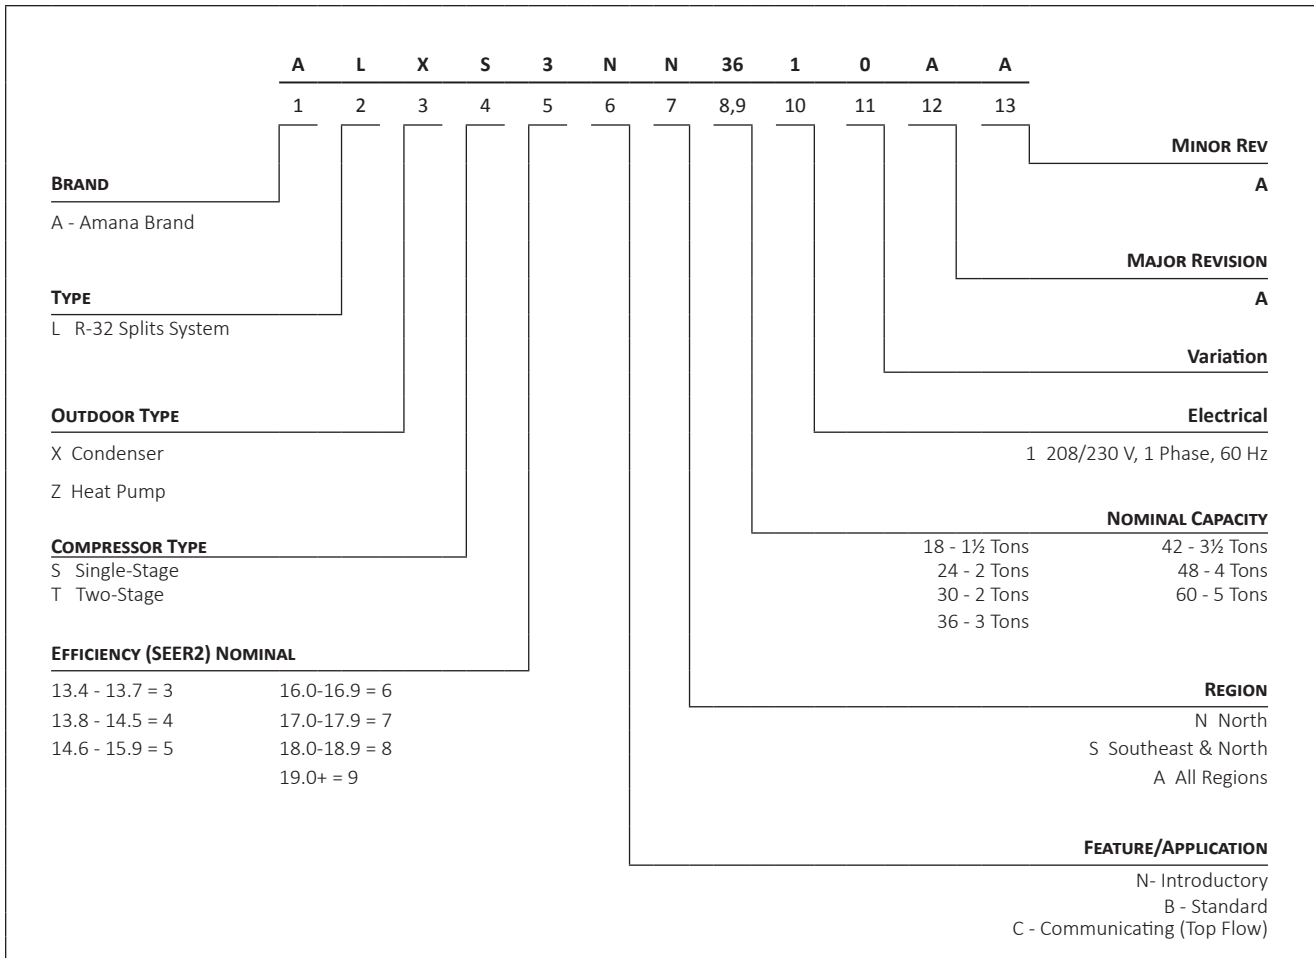 A L X S 3 N N 36 1 0 A A
1 2 3 4 5 6 7 8,9 10 11 12 13
BRAND
A - Amana Brand
TYPE
L R-32 Splits System
OUTDOOR TYPE
X Condenser
Z Heat Pump
COMPRESSOR TYPE
S Single-Stage
T Two-Stage
EFFICIENCY (SEER2) NOMINAL
13.4 - 13.7 = 3 16.0-16.9 = 6
13.8 - 14.5 = 4 17.0-17.9 = 7
14.6 - 15.9 = 5 18.0-18.9 = 8
19.0+ = 9
MINOR REV
A
MAJOR REVISION
A
Variation
Electrical
1 208/230 V, 1 Phase, 60 Hz
NOMINAL CAPACITY
18 - 1½ Tons 42 - 3½ Tons
24 - 2 Tons 48 - 4 Tons
30 - 2 Tons 60 - 5 Tons
36 - 3 Tons
REGION
N North
S Southeast & North
A All Regions
FEATURE/APPLICATION
N- Introductory
B - Standard
C - Communicating (Top Flow)